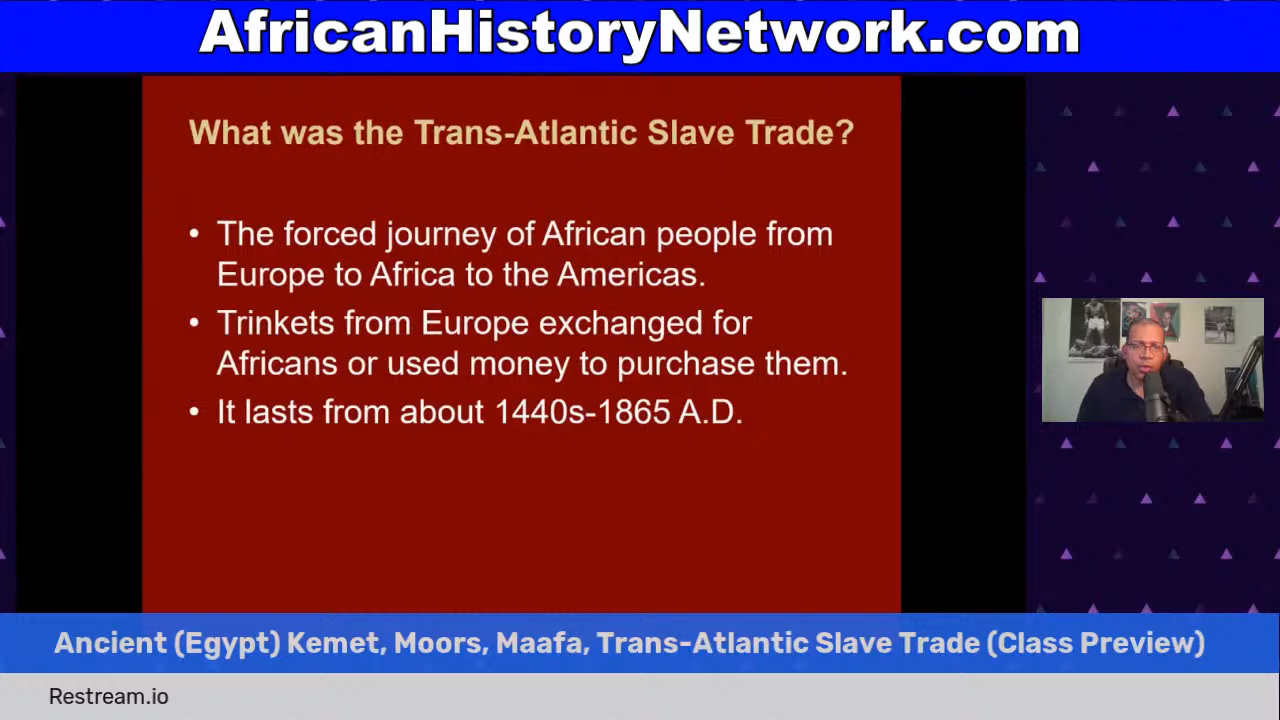 AfricanHistoryNetwork.com
What was the Trans-Atlantic Slave Trade?
• The forced journey of African people from
Europe to Africa to the Americas.
• Trinkets from Europe exchanged for
Africans or used money to purchase them.
• It lasts from about 1440s-1865 A.D.
Ancient (Egypt) Kemet, Moors, Maafa, Trans-Atlantic Slave Trade (Class Preview)
Restream.io